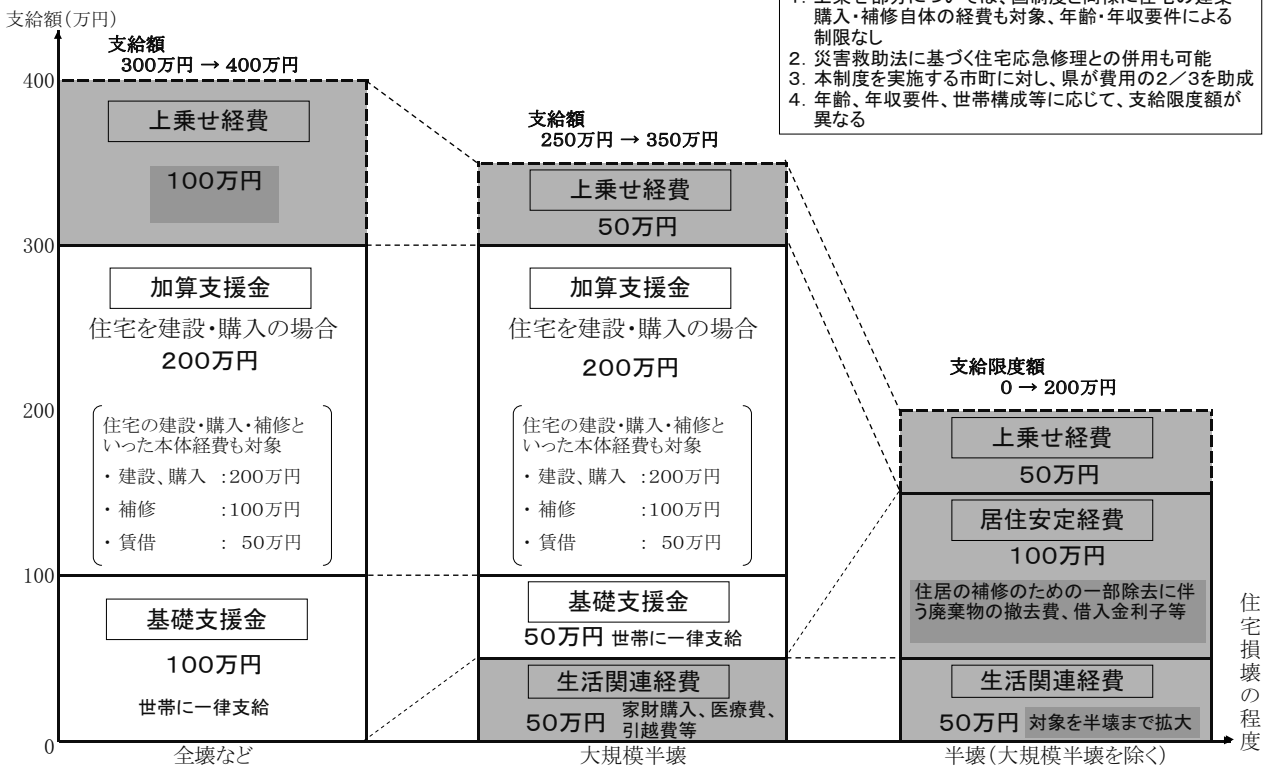 支給額(万円)
1. 上乗せ部分については、国制度と同様に住宅の建築
購入・補修自体の経費も対象、年齢・年収要件による
制限なし
2. 災害救助法に基づく住宅応急修理との併用も可能
3. 本制度を実施する市町に対し、県が費用の2/3を助成
4. 年齢、年収要件、世帯構成等に応じて、支給限度額が
異なる
400
300
200
100
0
支給額
300万円 → 400万円
上乗せ経費
100万円
加算支援金
住宅を建設・購入の場合
200万円
住宅の建設・購入・補修と
いった本体経費も対象
・ 建設、購入 :200万円
・ 補修 :100万円
・ 賃借 : 50万円
基礎支援金
100万円
世帯に一律支給
全壊など
支給額
250万円 → 350万円
上乗せ経費
50万円
加算支援金
住宅を建設・購入の場合
200万円
住宅の建設・購入・補修と
いった本体経費も対象
・ 建設、購入 :200万円
・ 補修 :100万円
・ 賃借 : 50万円
基礎支援金
50万円 世帯に一律支給
生活関連経費
50万円 家財購入、医療費、
引越費等
大規模半壊
支給限度額
0 → 200万円
上乗せ経費
50万円
居住安定経費
100万円
住居の補修のための一部除去に伴
う廃棄物の撤去費、借入金利子等
生活関連経費
50万円 対象を半壊まで拡大
半壊(大規模半壊を除く)
住宅損壊の程度